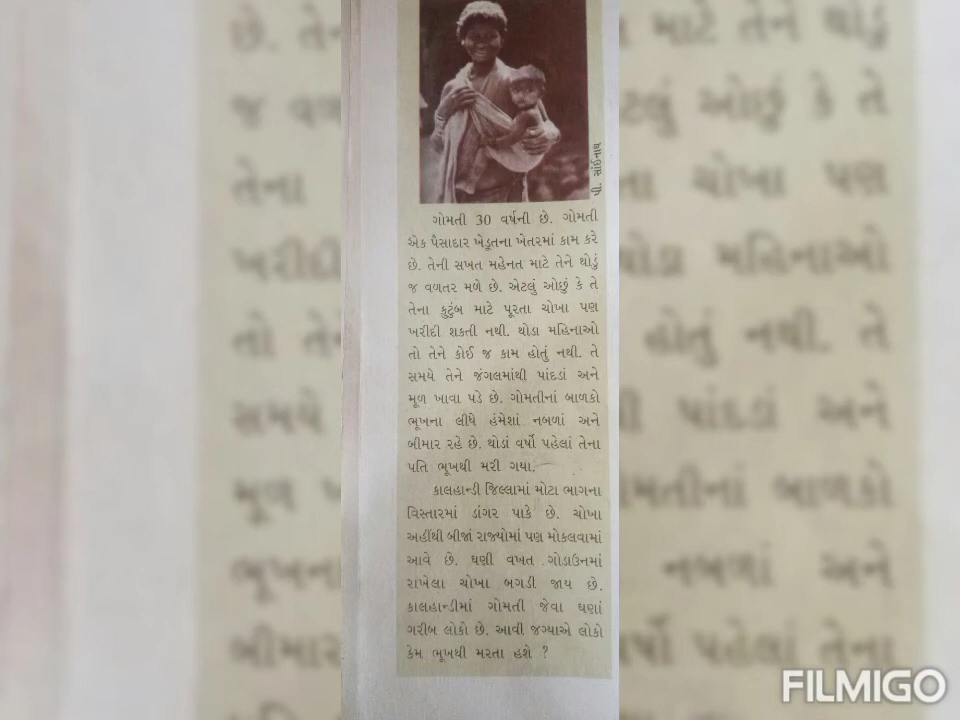 પી. સાંઈનાથ
ગોમતી 30 વર્ષની છે. ગોમતી
એક પૈસાદાર ખેડૂતના ખેતરમાં કામ કરે
છે. તેની સખત મહેનત માટે તેને થોડું
જ વળતર મળે છે. એટલું ઓછું કે તે
તેના કુટુંબ માટે પૂરતા ચોખા પણ
ખરીદી શકતી નથી. થોડા મહિનાઓ
તો તેને કોઈ જ કામ હોતું નથી. તે
સમયે તેને જંગલમાંથી પાંદડાં અને
મૂળ ખાવા પડે છે. ગોમતીનાં બાળકો
ભૂખના લીધે હંમેશાં નબળાં અને
બીમાર રહે છે. થોડાં વર્ષો પહેલાં તેના
પતિ ભૂખથી મરી ગયા.
કાલહાન્ડી જિલ્લામાં મોટા ભાગના
વિસ્તારમાં ડાંગર પાકે છે. ચોખા
અહીંથી બીજાં રાજ્યોમાં પણ મોકલવામાં
આવે છે. ઘણી વખત ગોડાઉનમાં
રાખેલા ચોખા બગડી જાય છે.
કાલહાન્ડીમાં ગોમતી જેવા ઘણાં
ગરીબ લોકો છે. આવી જગ્યાએ લોકો
કેમ ભૂખથી મરતા હશે ?
FILMIGO